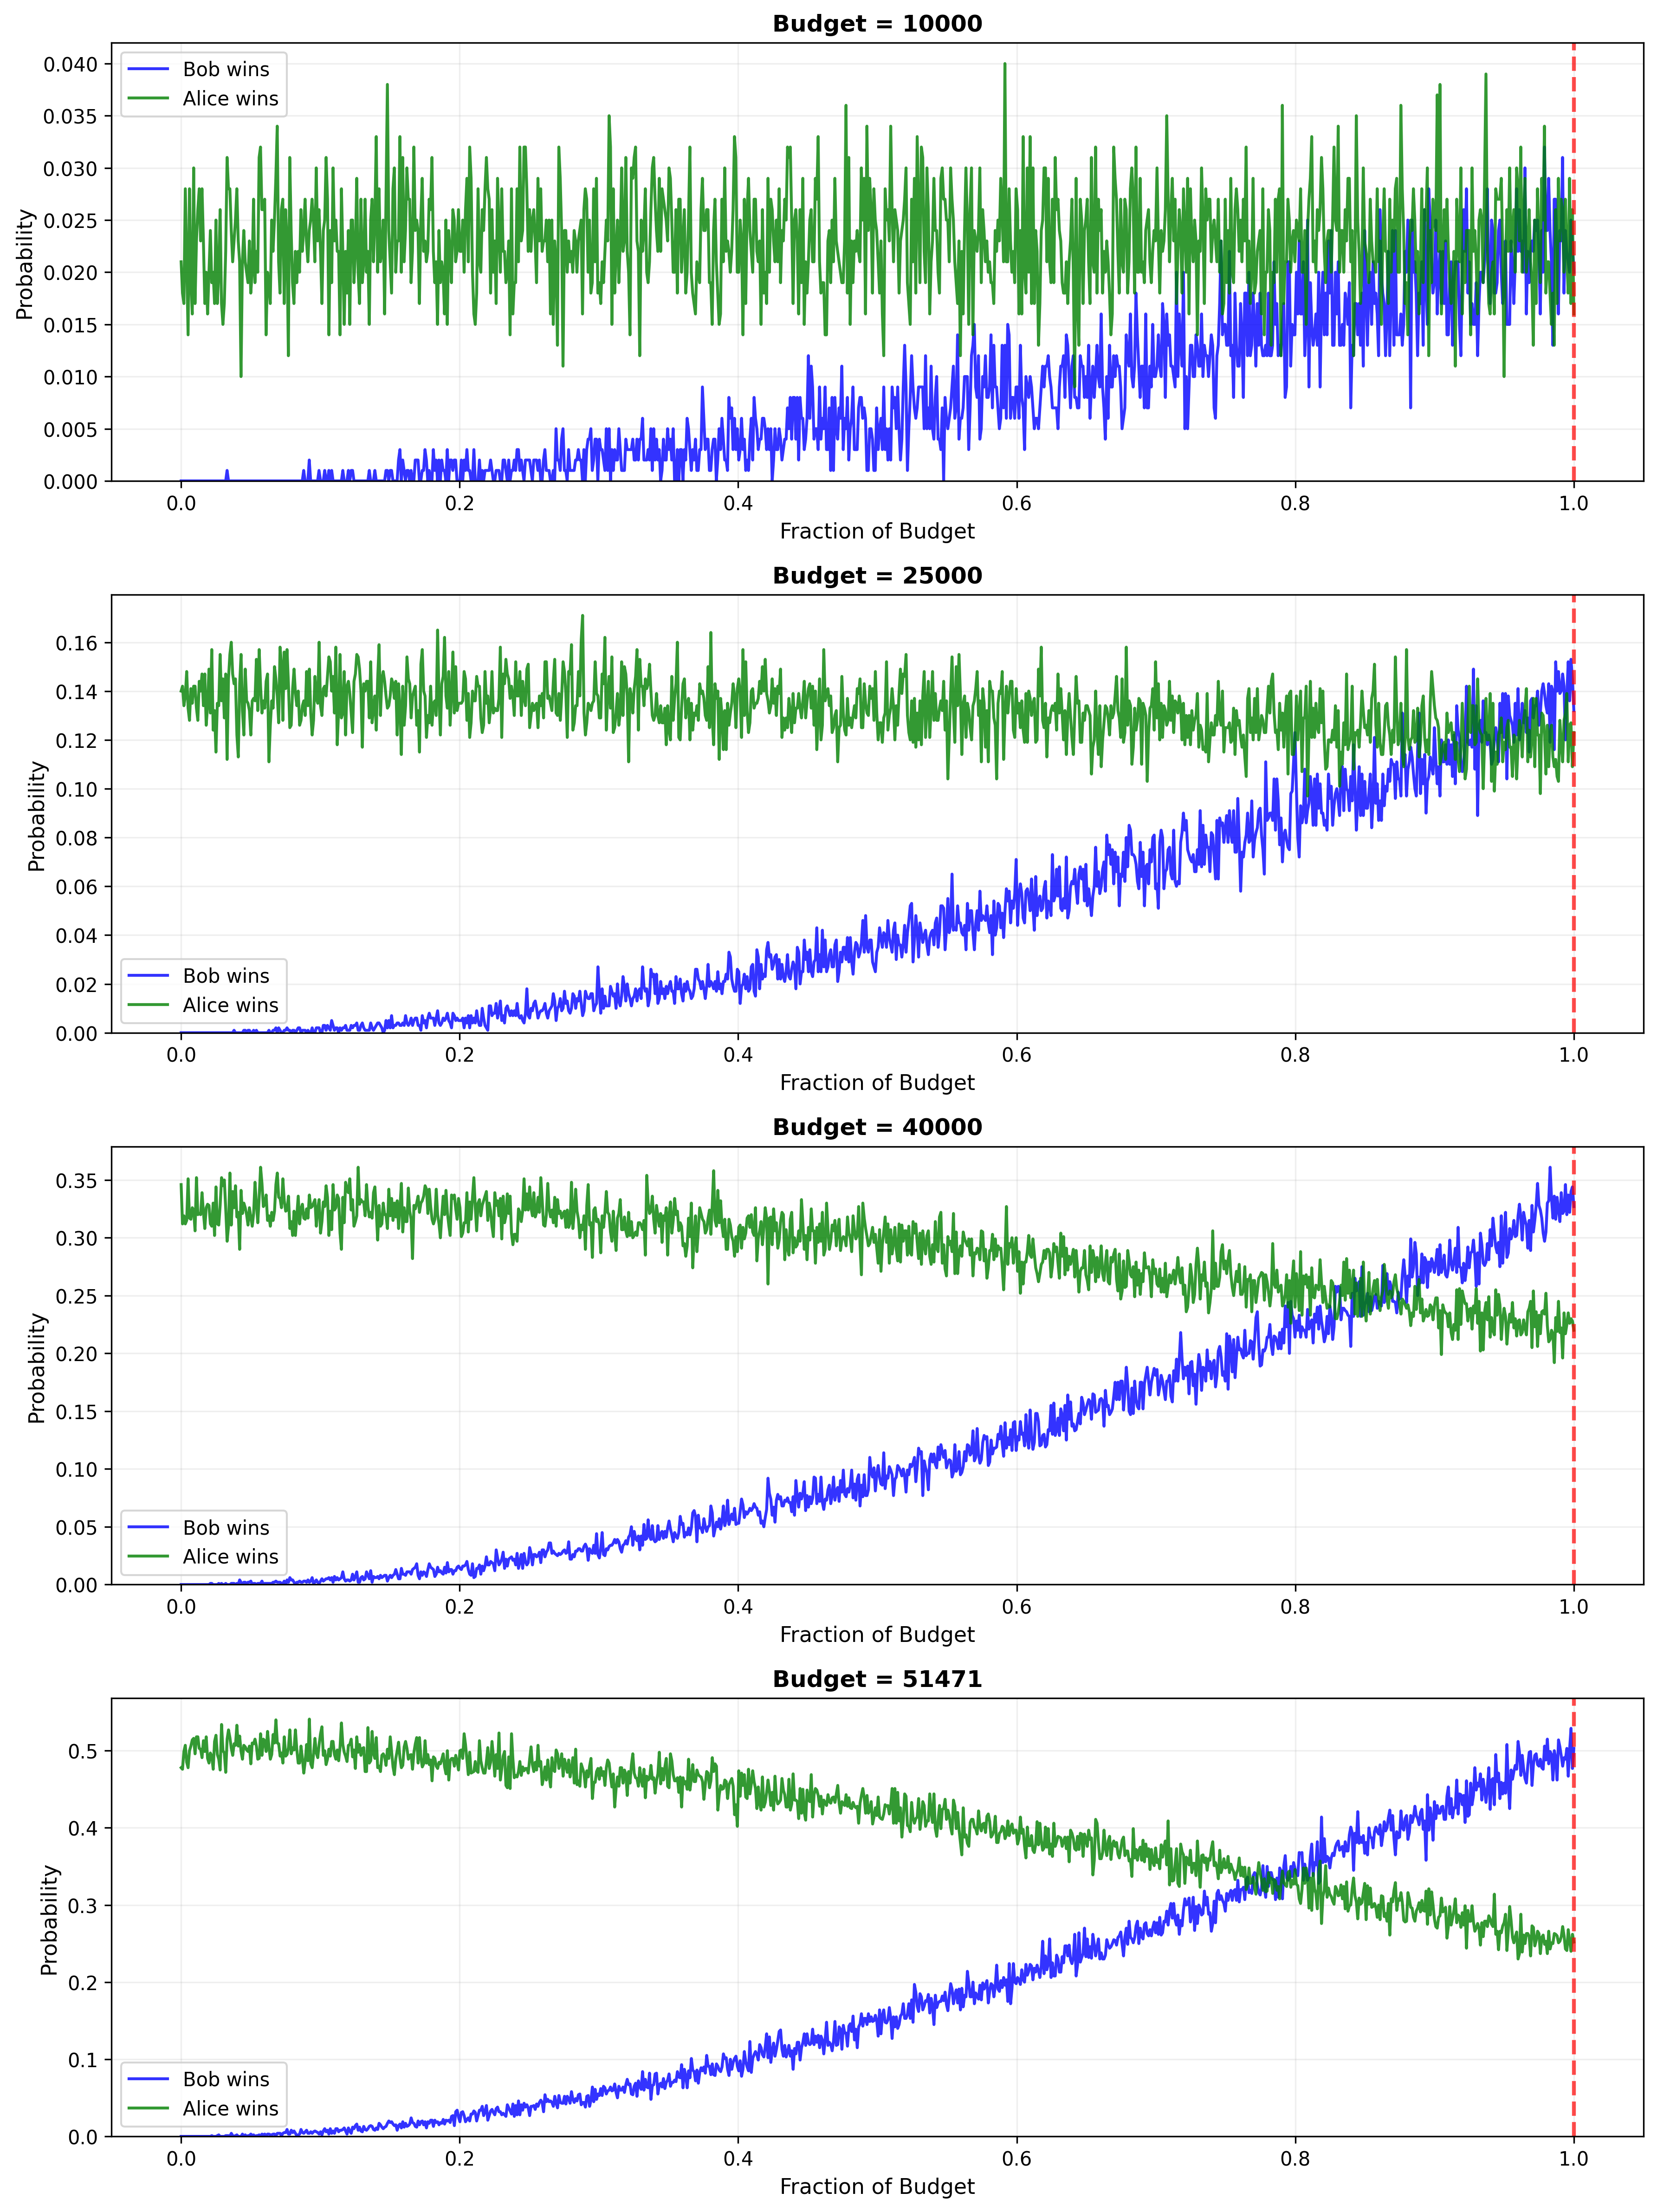 Budget = 10000
Bob wins
Alice wins
Probability
0.040
0.035
0.030
0.025
0.020
0.015
0.010
0.005
0.000
0.0 0.2 0.4 0.6 0.8 1.0
Fraction of Budget
Budget = 25000
Probability
0.16
0.14
0.12
0.10
0.08
0.06
0.04
0.02
0.00
Bob wins
Alice wins
0.0 0.2 0.4 0.6 0.8 1.0
Fraction of Budget
Budget = 40000
Probability
0.35
0.30
0.25
0.20
0.15
0.10
0.05
0.00
Bob wins
Alice wins
0.0 0.2 0.4 0.6 0.8 1.0
Fraction of Budget
Budget = 51471
Probability
0.5
0.4
0.3
0.2
0.1
0.0
Bob wins
Alice wins
0.0 0.2 0.4 0.6 0.8 1.0
Fraction of Budget